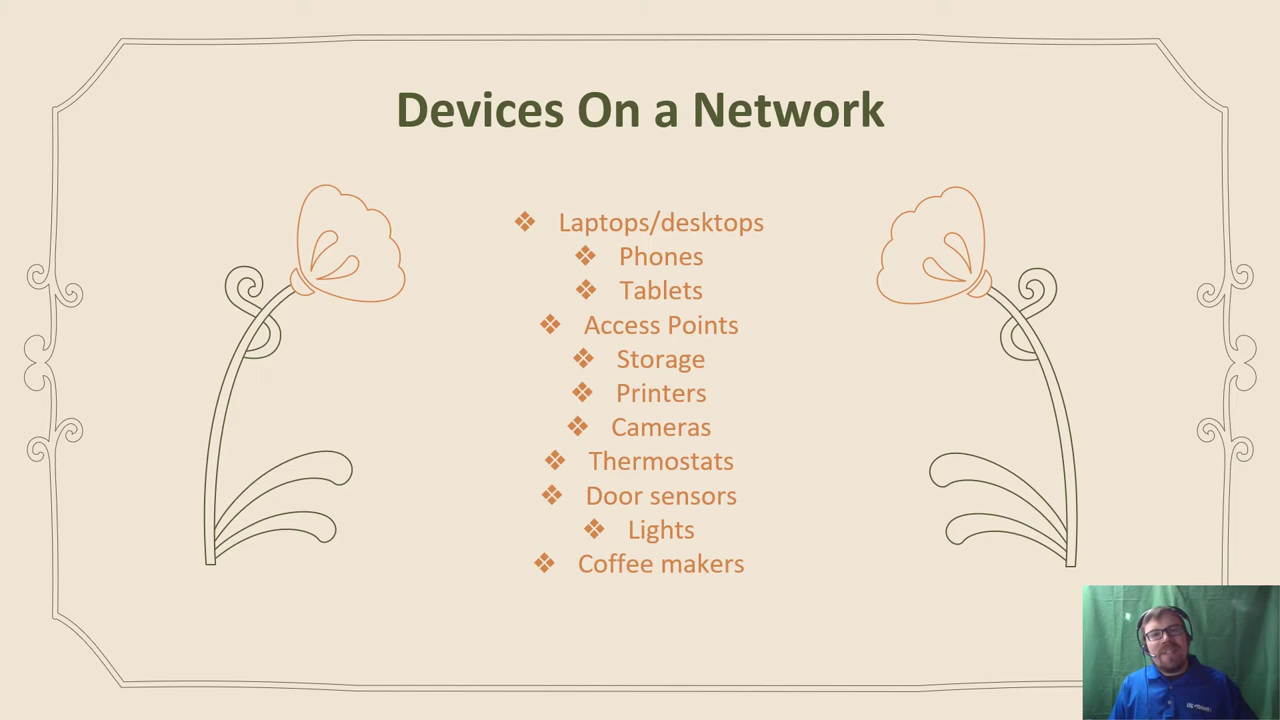 Devices On a Network
❖ Laptops/desktops
❖ Phones
❖ Tablets
❖ Access Points
❖ Storage
❖ Printers
❖ Cameras
❖ Thermostats
❖ Door sensors
❖ Lights
❖ Coffee makers